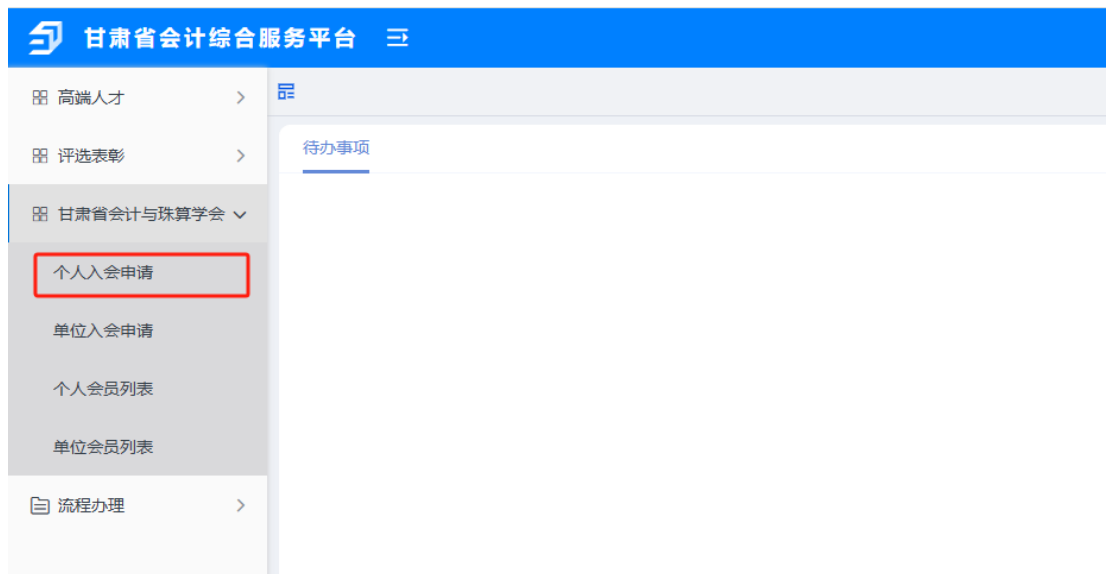 甘肃省会计综合服务平台
高端人才
待办事项
评选表彰
甘肃省会计与珠算学会
个人入会申请
单位入会申请
个人会员列表
单位会员列表
流程办理